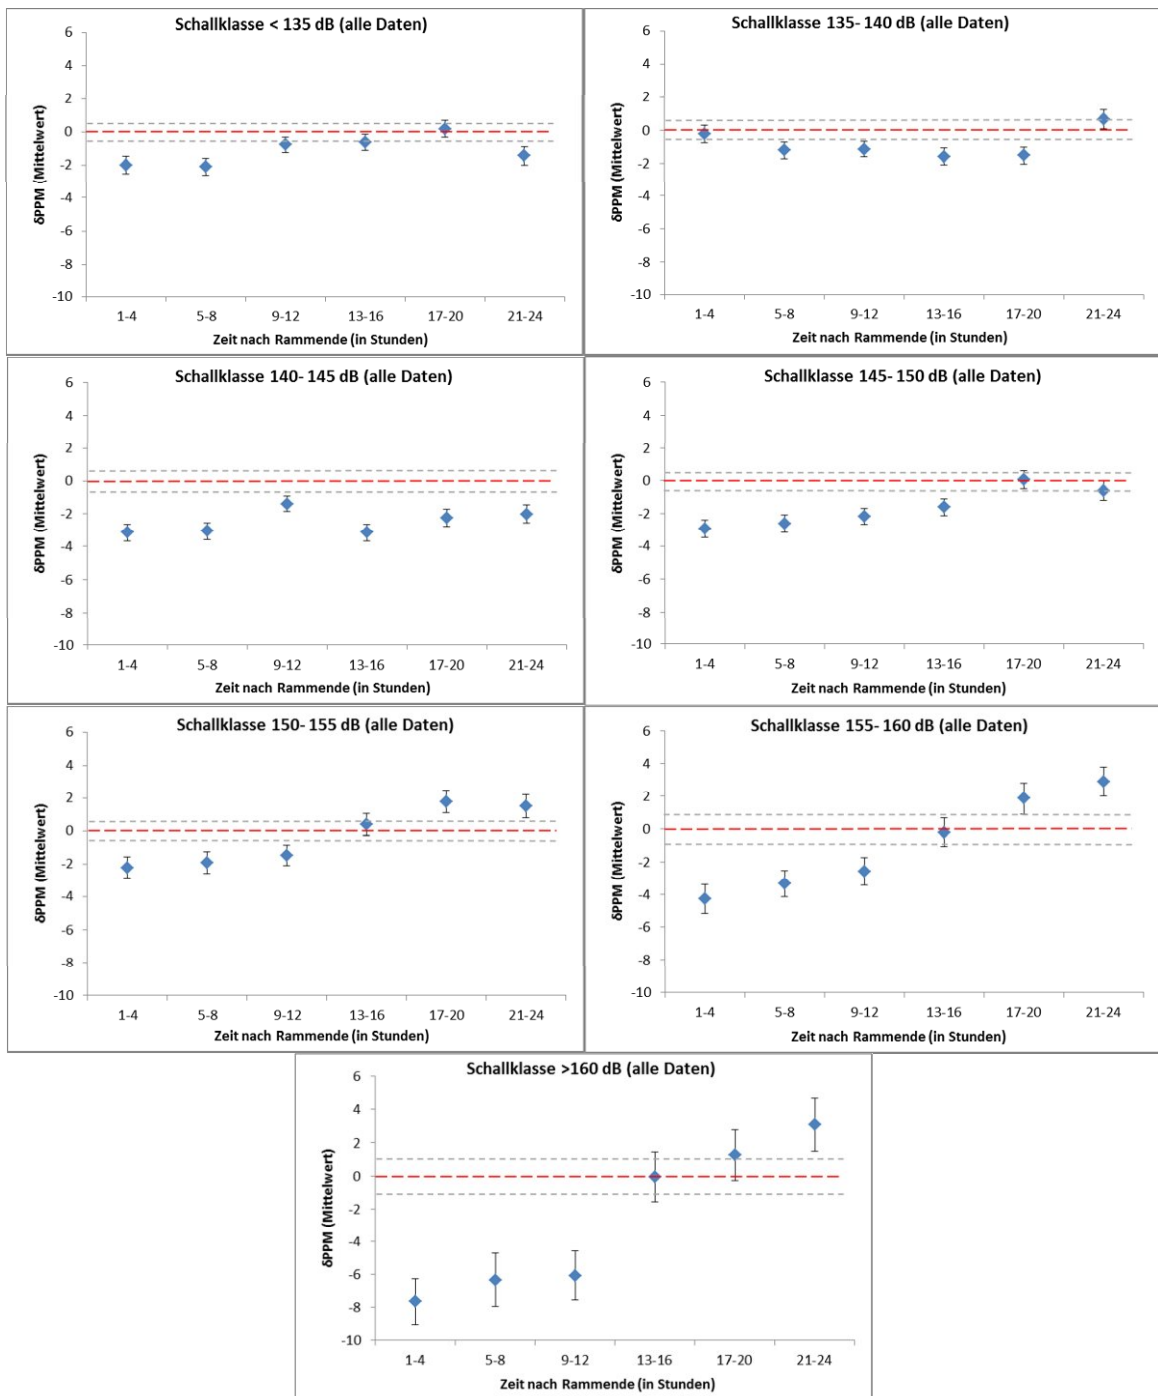 Schallklasse < 135 dB (alle Daten)
6
4
2
0
-2
-4
-6
-8
-10
δPPM (Mittelwert)
1-4 5-8 9-12 13-16 17-20 21-24
Zeit nach Rammende (in Stunden)
Schallklasse 135- 140 dB (alle Daten)
6
4
2
0
-2
-4
-6
-8
-10
δPPM (Mittelwert)
1-4 5-8 9-12 13-16 17-20 21-24
Zeit nach Rammende (in Stunden)
Schallklasse 140- 145 dB (alle Daten)
6
4
2
0
-2
-4
-6
-8
-10
δPPM (Mittelwert)
1-4 5-8 9-12 13-16 17-20 21-24
Zeit nach Rammende (in Stunden)
Schallklasse 145- 150 dB (alle Daten)
6
4
2
0
-2
-4
-6
-8
-10
δPPM (Mittelwert)
1-4 5-8 9-12 13-16 17-20 21-24
Zeit nach Rammende (in Stunden)
Schallklasse 150- 155 dB (alle Daten)
6
4
2
0
-2
-4
-6
-8
-10
δPPM (Mittelwert)
1-4 5-8 9-12 13-16 17-20 21-24
Zeit nach Rammende (in Stunden)
Schallklasse 155- 160 dB (alle Daten)
6
4
2
0
-2
-4
-6
-8
-10
δPPM (Mittelwert)
1-4 5-8 9-12 13-16 17-20 21-24
Zeit nach Rammende (in Stunden)
Schallklasse >160 dB (alle Daten)
6
4
2
0
-2
-4
-6
-8
-10
δPPM (Mittelwert)
1-4 5-8 9-12 13-16 17-20 21-24
Zeit nach Rammende (in Stunden)